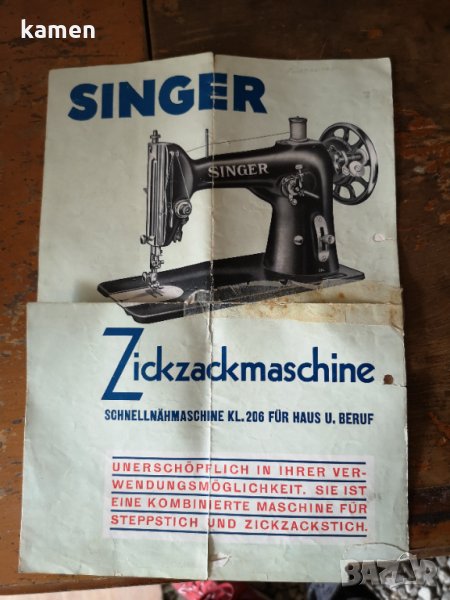 kamen
SINGER
SINGER
Zickzackmaschine
SCHNELLNÄHMASCHINE KL. 206 FÜR HAUS U. BERUF
UNERSCHÖPFLICH IN IHRER VER-
WENDUNGSMÖGLICHKEIT. SIE IST
EINE KOMBINIERTE MASCHINE FÜR
STEPPSTICH UND ZICKZACKSTICH.
BAZAR